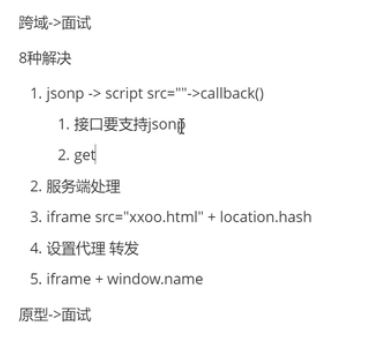 跨域->面试
8种解决
1. jsonp -> script src=""->callback()
1. 接口要支持jsonp
2. get
2. 服务端处理
3. iframe src="xxoo.html" + location.hash
4. 设置代理 转发
5. iframe + window.name
原型->面试